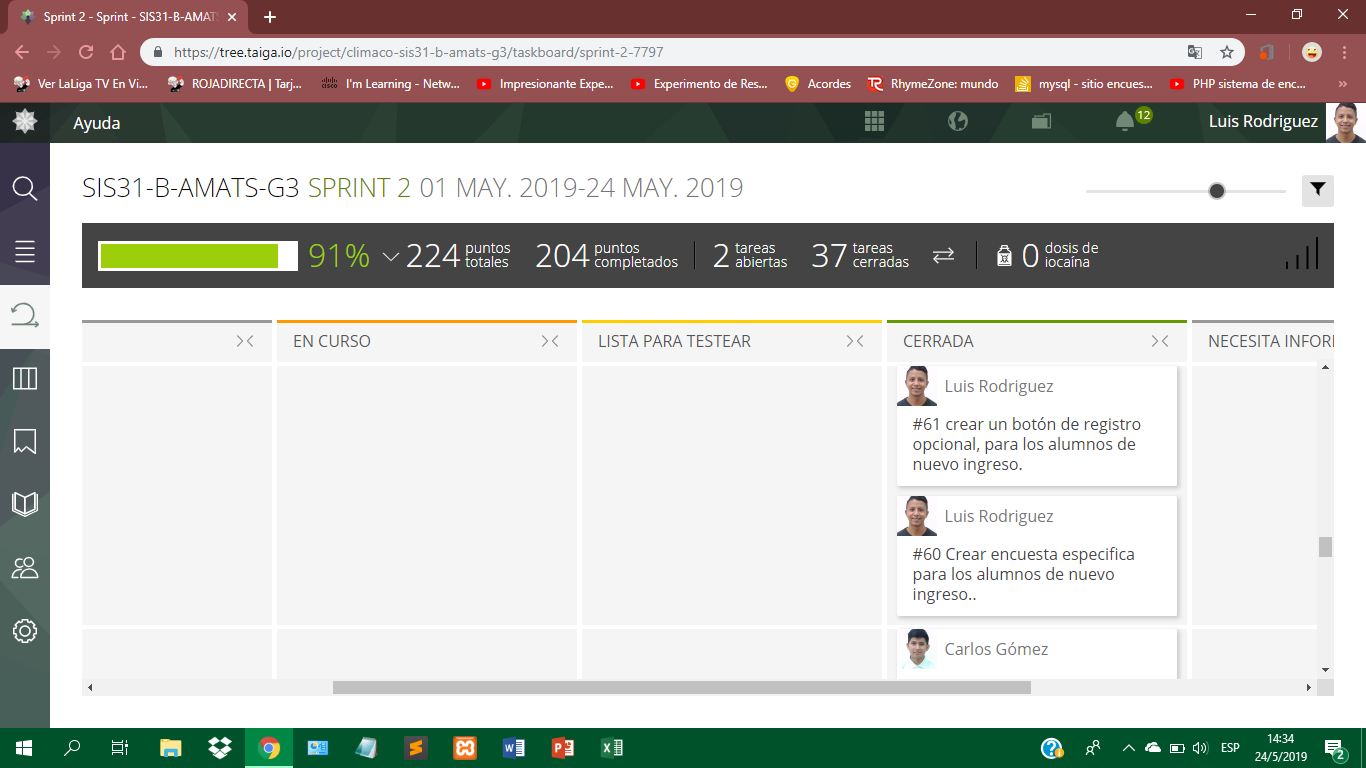 Sprint 2 - Sprint - SIS31-B-AMAT
https://tree.taiga.io/project/climaco-sis31-b-amats-g3/taskboard/sprint-2-7797
Ver LaLiga TV En Vi... ROJADIRECTA | Tarj... I'm Learning - Netw... Impresionante Expe... Experimento de Res... Acordes RhymeZone: mundo mysql - sitio encues... PHP sistema de enc... »
Ayuda 12 Luis Rodriguez
SIS31-B-AMATS-G3 SPRINT 2 01 MAY. 2019-24 MAY. 2019
91% 224 puntos totales 204 puntos completados 2 tareas abiertas 37 tareas cerradas 0 dosis de iocaína
EN CURSO LISTA PARA TESTEAR CERRADA NECESITA INFOR
Luis Rodriguez
#61 crear un botón de registro
opcional, para los alumnos de
nuevo ingreso.
Luis Rodriguez
#60 Crear encuesta especifica
para los alumnos de nuevo
ingreso..
Carlos Gómez
ESP 14:34
24/5/2019 2